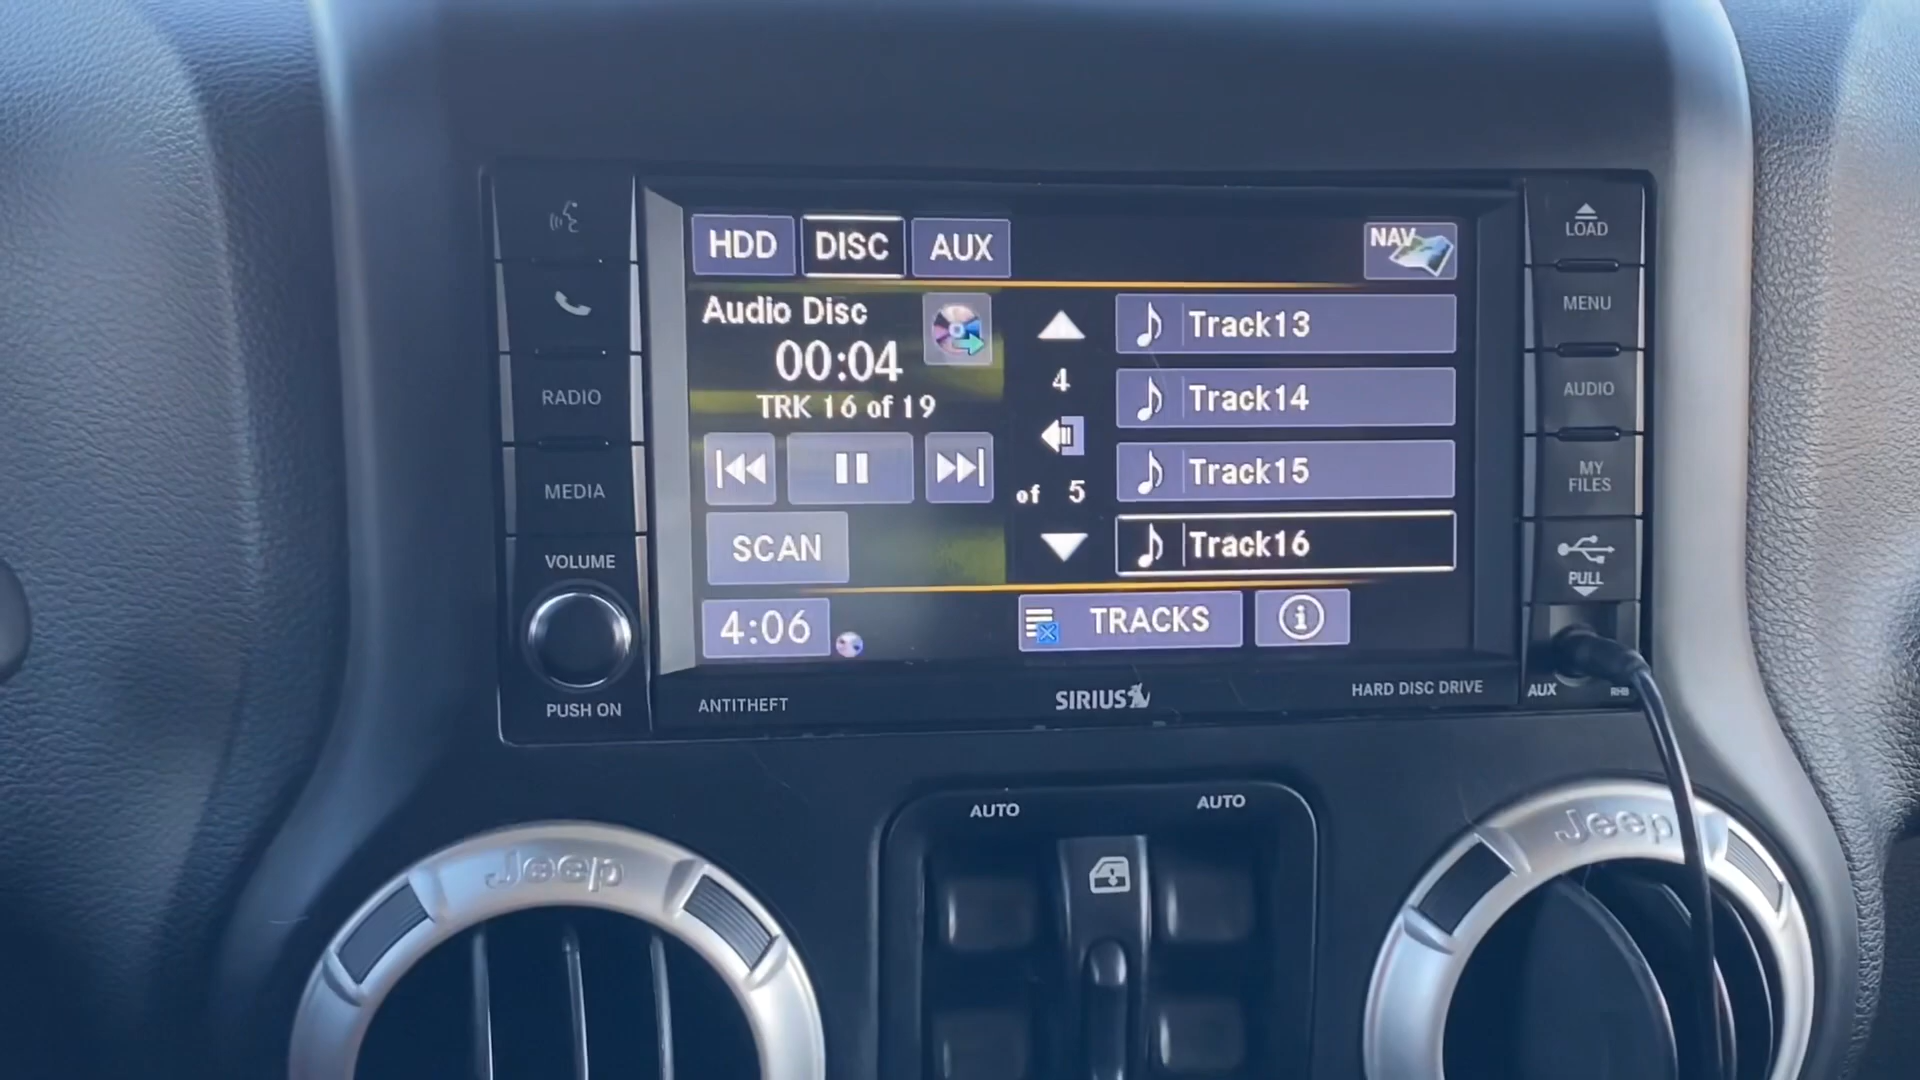 HDD DISC AUX
NAV
Audio Disc
00:04
TRK 16 of 19
SCAN
4:06
4
of 5
Track13
Track14
Track15
Track16
TRACKS
i
RADIO
MEDIA
VOLUME
PUSH ON
LOAD
MENU
AUDIO
MY
FILES
PULL
AUX
RHB
ANTITHEFT
SIRIUS
HARD DISC DRIVE
AUTO
AUTO
Jeep
Jeep